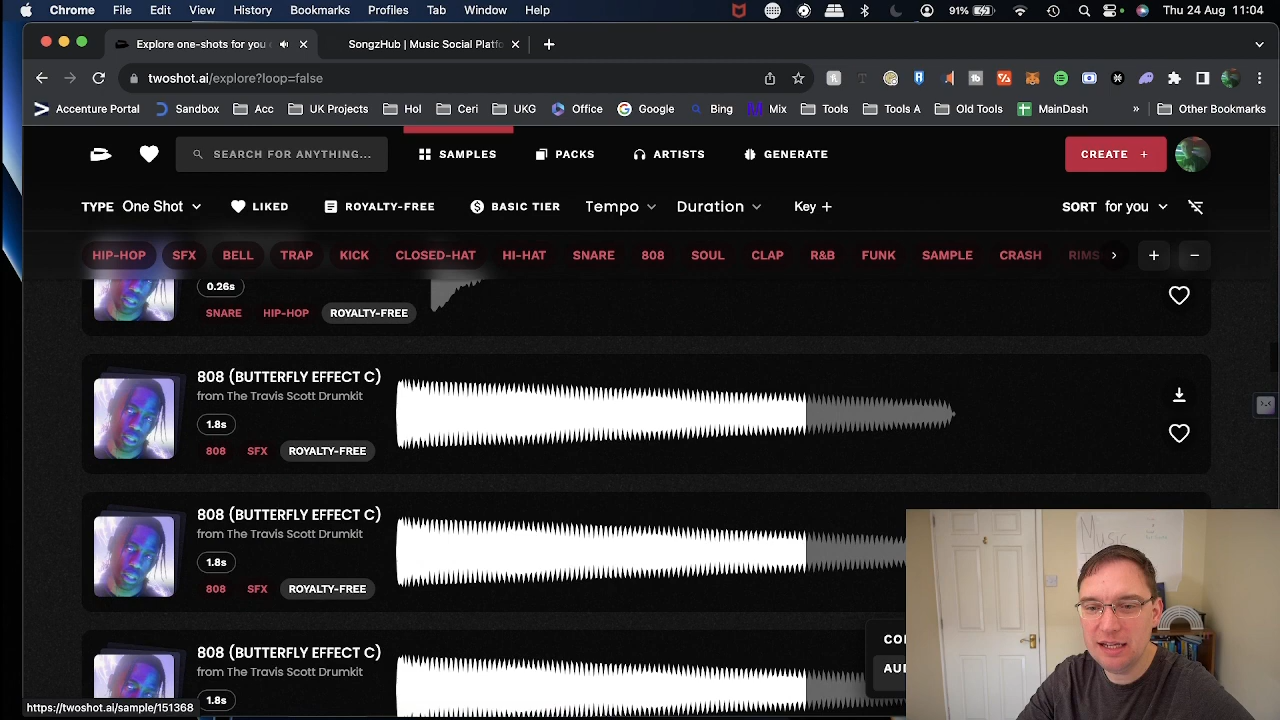 Chrome File Edit View History Bookmarks Profiles Tab Window Help 91% Thu 24 Aug 11:04
Explore one-shots for you SongzHub | Music Social Platfo
twoshot.ai/explore?loop=false
Accenture Portal Sandbox Acc UK Projects Hol Ceri UKG Office Google Bing Mix Tools Tools A Old Tools MainDash » Other Bookmarks
SEARCH FOR ANYTHING... SAMPLES PACKS ARTISTS GENERATE CREATE +
TYPE One Shot LIKED ROYALTY-FREE BASIC TIER Tempo Duration Key + SORT for you
HIP-HOP SFX BELL TRAP KICK CLOSED-HAT HI-HAT SNARE 808 SOUL CLAP R&B FUNK SAMPLE CRASH RIMS + −
0.26s
SNARE HIP-HOP ROYALTY-FREE
808 (BUTTERFLY EFFECT C)
from The Travis Scott Drumkit
1.8s
808 SFX ROYALTY-FREE
808 (BUTTERFLY EFFECT C)
from The Travis Scott Drumkit
1.8s
808 SFX ROYALTY-FREE
808 (BUTTERFLY EFFECT C)
from The Travis Scott Drumkit
1.8s
https://twoshot.ai/sample/151368
Music